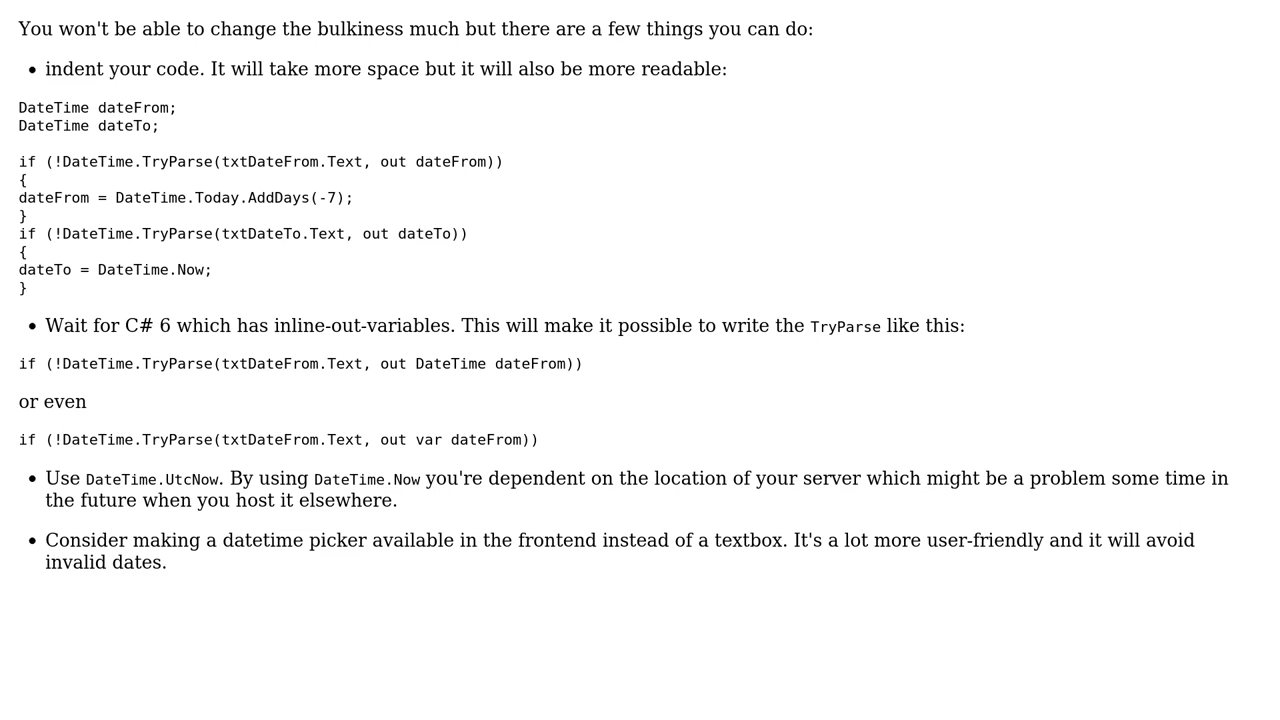 You won't be able to change the bulkiness much but there are a few things you can do:
• indent your code. It will take more space but it will also be more readable:
DateTime dateFrom;
DateTime dateTo;
if (!DateTime.TryParse(txtDateFrom.Text, out dateFrom))
{
dateFrom = DateTime.Today.AddDays(-7);
}
if (!DateTime.TryParse(txtDateTo.Text, out dateTo))
{
dateTo = DateTime.Now;
}
• Wait for C# 6 which has inline-out-variables. This will make it possible to write the TryParse like this:
if (!DateTime.TryParse(txtDateFrom.Text, out DateTime dateFrom))
or even
if (!DateTime.TryParse(txtDateFrom.Text, out var dateFrom))
• Use DateTime.UtcNow. By using DateTime.Now you're dependent on the location of your server which might be a problem some time in
the future when you host it elsewhere.
• Consider making a datetime picker available in the frontend instead of a textbox. It's a lot more user-friendly and it will avoid
invalid dates.